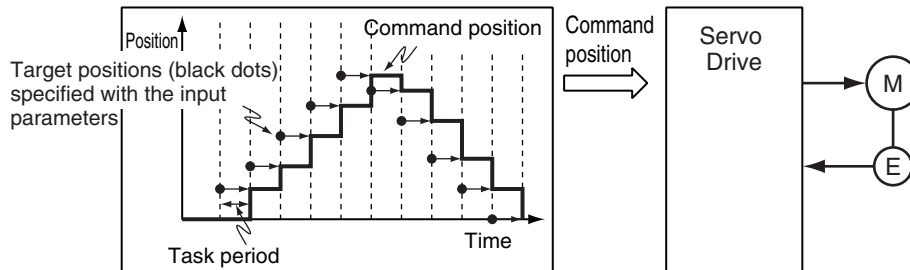 Position
Command position
Target positions (black dots)
specified with the input
parameters
Task period
Time
Command
position
Servo
Drive
M
E